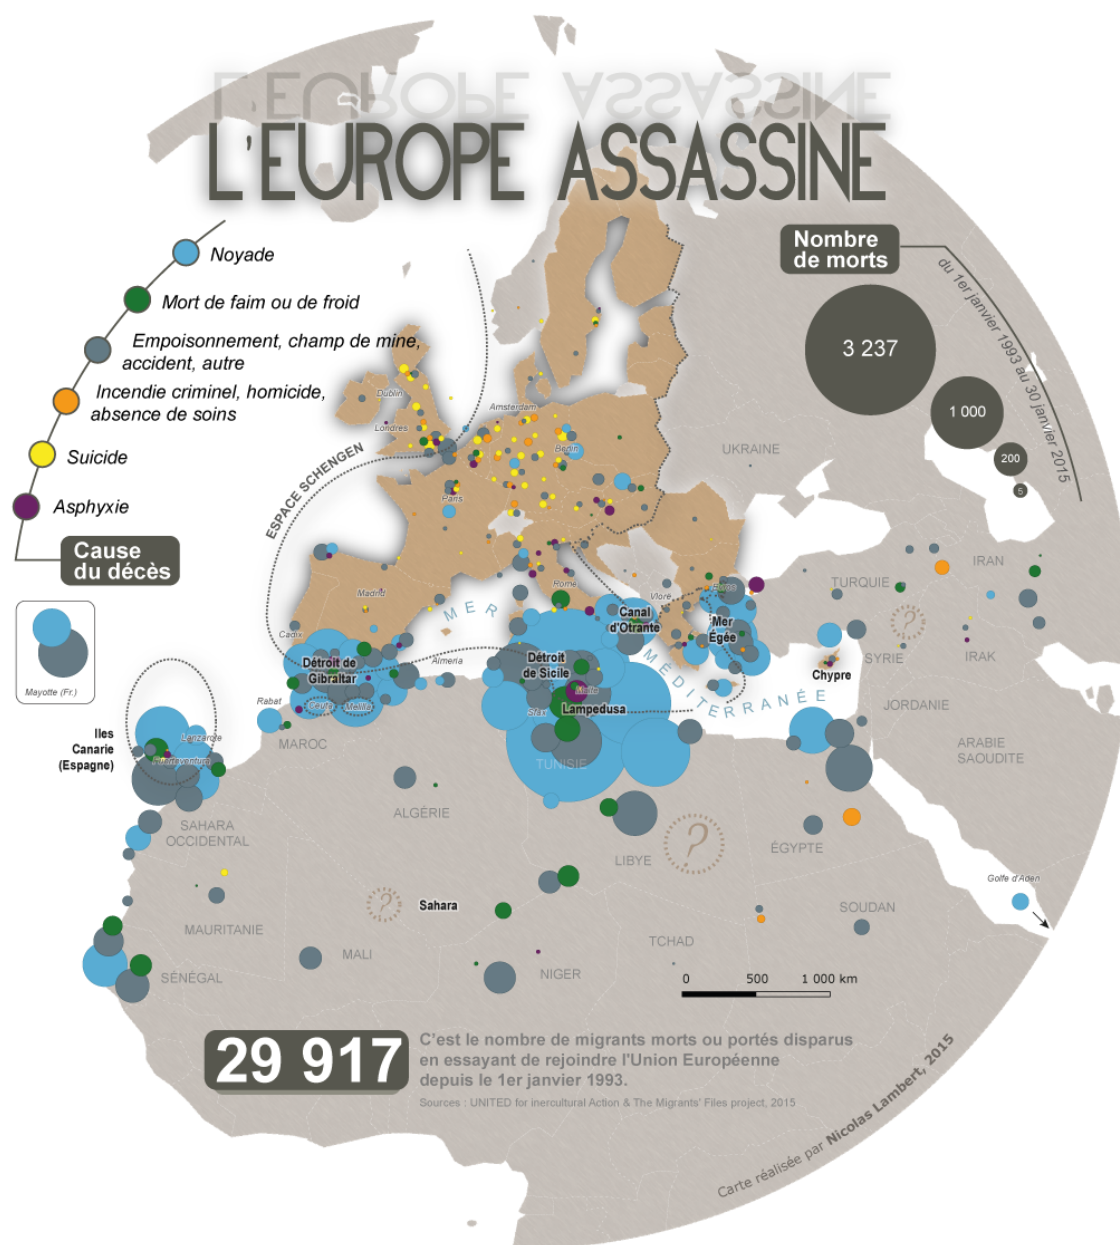 L'EUROPE ASSASSINE
L'EUROPE ASSASSINE
Noyade
Mort de faim ou de froid
Empoisonnement, champ de mine,
accident, autre
Incendie criminel, homicide,
absence de soins
Suicide
Asphyxie
Cause
du décès
Nombre
de morts
du 1er janvier 1993 au 30 janvier 2015
3 237
1 000
200
5
Mayotte (Fr.)
ESPACE SCHENGEN
Dublin
Londres
Amsterdam
Berlin
Paris
UKRAINE
Madrid
Rome
Vloré
MER
MÉDITERRANÉE
Canal
d'Otrante
Mer
Égée
TURQUIE
IRAN
IRAK
SYRIE
Chypre
JORDANIE
ARABIE
SAOUDITE
Cadix
Détroit de
Gibraltar
Almeria
Ceuta
Melilla
Rabat
MAROC
Détroit
de Sicile
Malte
Sfax
Lampedusa
TUNISIE
Iles
Canarie
(Espagne)
Lanzarote
Fuerteventura
SAHARA
OCCIDENTAL
ALGÉRIE
LIBYE
?
ÉGYPTE
?
?
Sahara
MAURITANIE
MALI
SÉNÉGAL
NIGER
TCHAD
SOUDAN
Golfe d'Aden
0 500 1 000 km
29 917
C'est le nombre de migrants morts ou portés disparus
en essayant de rejoindre l'Union Européenne
depuis le 1er janvier 1993.
Sources : UNITED for inercultural Action & The Migrants' Files project, 2015
Carte réalisée par Nicolas Lambert, 2015